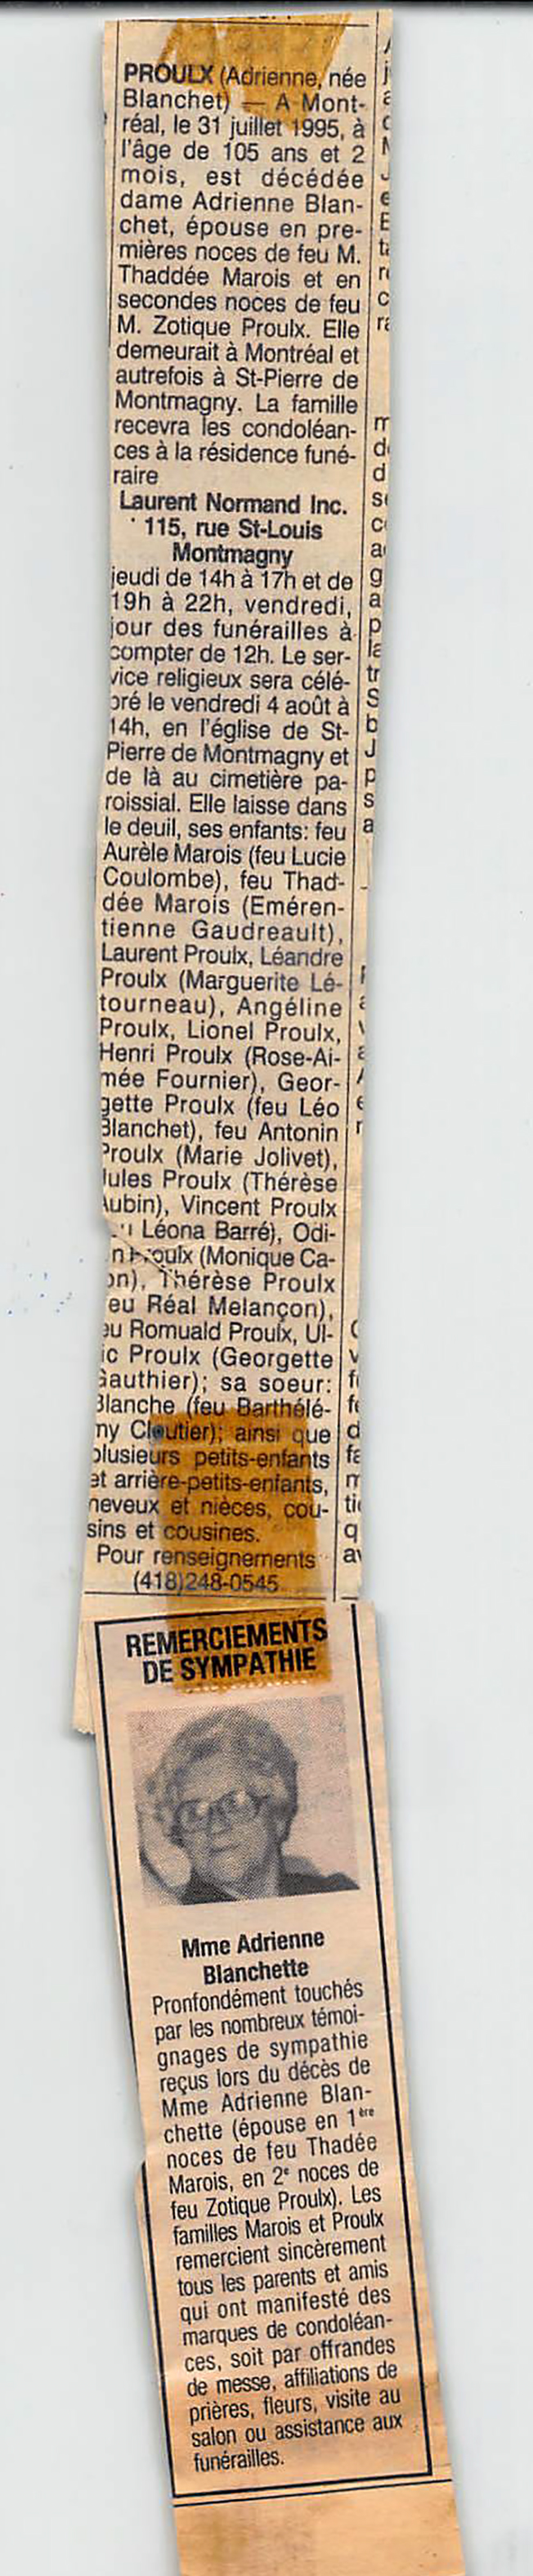 PROULX (Adrienne, née
Blanchet) — A Mont-
réal, le 31 juillet 1995, à
l'âge de 105 ans et 2
mois, est décédée
dame Adrienne Blan-
chet, épouse en pre-
mières noces de feu M.
Thaddée Marois et en
secondes noces de feu
M. Zotique Proulx. Elle
demeurait à Montréal et
autrefois à St-Pierre de
Montmagny. La famille
recevra les condoléan-
ces à la résidence funé-
raire
Laurent Normand Inc.
115, rue St-Louis
Montmagny
jeudi de 14h à 17h et de
19h à 22h, vendredi,
jour des funérailles à
compter de 12h. Le ser-
vice religieux sera célé-
bré le vendredi 4 août à
14h, en l'église de St-
Pierre de Montmagny et
de là au cimetière pa-
roissial. Elle laisse dans
le deuil, ses enfants: feu
Aurèle Marois (feu Lucie
Coulombe), feu Thad-
dée Marois (Eméren-
tienne Gaudreault),
Laurent Proulx, Léandre
Proulx (Marguerite Lé-
tourneau), Angéline
Proulx, Lionel Proulx,
Henri Proulx (Rose-Ai-
mée Fournier), Geor-
gette Proulx (feu Léo
Blanchet), feu Antonin
Proulx (Marie Jolivet),
Jules Proulx (Thérèse
Aubin), Vincent Proulx
Léona Barré), Odi-
n Proulx (Monique Ca-
on), Thérèse Proulx
eu Réal Melançon),
eu Romuald Proulx, Ul-
ic Proulx (Georgette
Gauthier); sa soeur:
Blanche (feu Barthélé-
my Cloutier); ainsi que
plusieurs petits-enfants
et arrière-petits-enfants,
neveux et nièces, cou-
sins et cousines.
Pour renseignements
(418)248-0545
REMERCIEMENTS
DE SYMPATHIE
Mme Adrienne
Blanchette
Pronfondément touchés
par les nombreux témoi-
gnages de sympathie
reçus lors du décès de
Mme Adrienne Blan-
chette (épouse en 1ère
noces de feu Thadée
Marois, en 2e noces de
feu Zotique Proulx). Les
familles Marois et Proulx
remercient sincèrement
tous les parents et amis
qui ont manifesté des
marques de condoléan-
ces, soit par offrandes
de messe, affiliations de
prières, fleurs, visite au
salon ou assistance aux
funérailles.